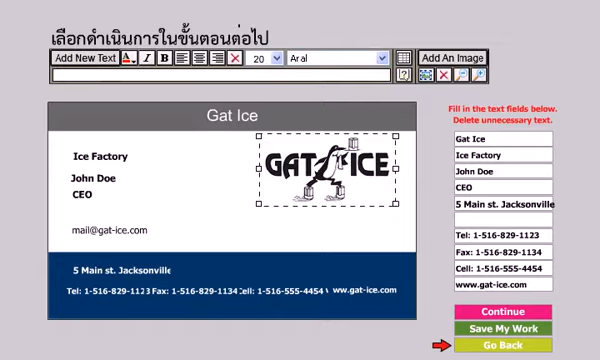 เลือกดำเนินการในขั้นตอนต่อไป
Add New Text A I B 20 Aral Add An Image
Gat Ice
Ice Factory
GAT ICE
John Doe
CEO
mail@gat-ice.com
5 Main st. Jacksonville
Tel: 1-516-829-1123 Fax: 1-516-829-1134 Cell: 1-516-555-4454 www.gat-ice.com
Fill in the text fields below.
Delete unnecessary text.
Gat Ice
Ice Factory
John Doe
CEO
5 Main st. Jacksonville
Tel: 1-516-829-1123
Fax: 1-516-829-1134
Cell: 1-516-555-4454
www.gat-ice.com
Continue
Save My Work
Go Back